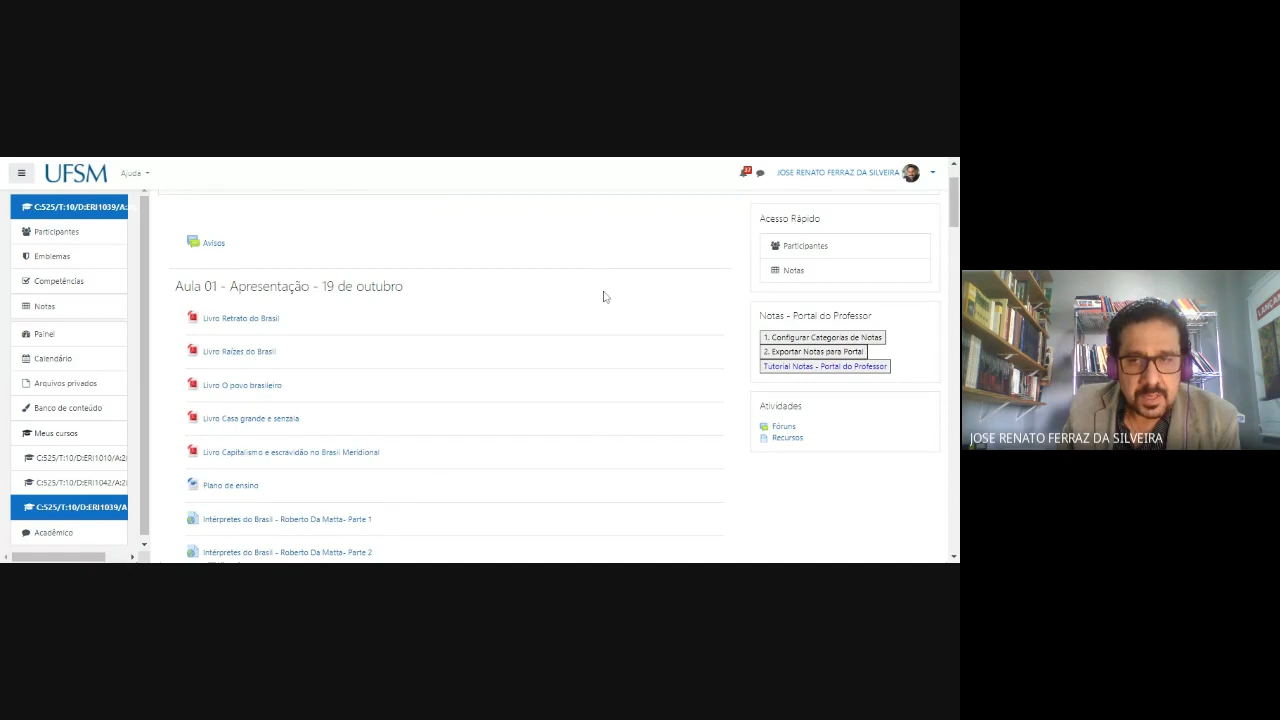 UFSM
Ajuda
JOSE RENATO FERRAZ DA SILVEIRA
C:525/T:10/D:ERI1039/A:
Participantes
Emblemas
Competências
Notas
Painel
Calendário
Arquivos privados
Banco de conteúdo
Meus cursos
C:525/T:10/D:ERI1010/A:2
C:525/T:10/D:ERI1042/A:2
C:525/T:10/D:ERI1039/A
Acadêmico
Avisos
Aula 01 - Apresentação - 19 de outubro
Livro Retrato do Brasil
Livro Raízes do Brasil
Livro O povo brasileiro
Livro Casa grande e senzala
Livro Capitalismo e escravidão no Brasil Meridional
Plano de ensino
Intérpretes do Brasil - Roberto Da Matta- Parte 1
Intérpretes do Brasil - Roberto Da Matta- Parte 2
Acesso Rápido
Participantes
Notas
Notas - Portal do Professor
1. Configurar Categorias de Notas
2. Exportar Notas para Portal
Tutorial Notas - Portal do Professor
Atividades
Fóruns
Recursos
JOSE RENATO FERRAZ DA SILVEIRA